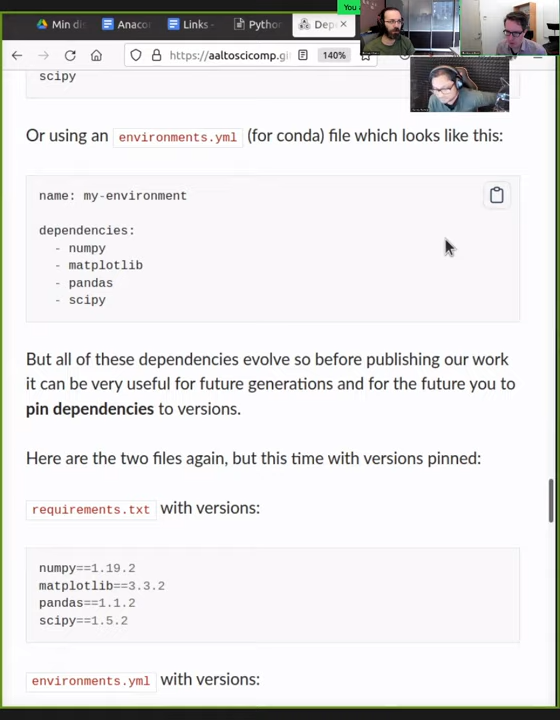 You a
Min di
Anaco
Links -
Python
Dep
https://aaltoscicomp.gi
140%
scipy
Or using an environments.yml (for conda) file which looks like this:
name: my-environment
dependencies:
- numpy
- matplotlib
- pandas
- scipy
But all of these dependencies evolve so before publishing our work
it can be very useful for future generations and for the future you to
pin dependencies to versions.
Here are the two files again, but this time with versions pinned:
requirements.txt with versions:
numpy==1.19.2
matplotlib==3.3.2
pandas==1.1.2
scipy==1.5.2
environments.yml with versions: